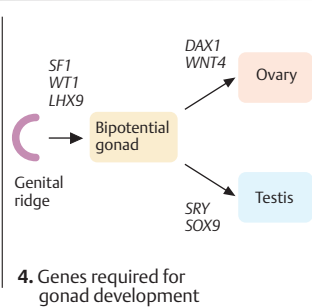 SF1
WT1
LHX9
Genital
ridge
Bipotential
gonad
DAX1
WNT4
Ovary
SRY
SOX9
Testis
4. Genes required for
gonad development